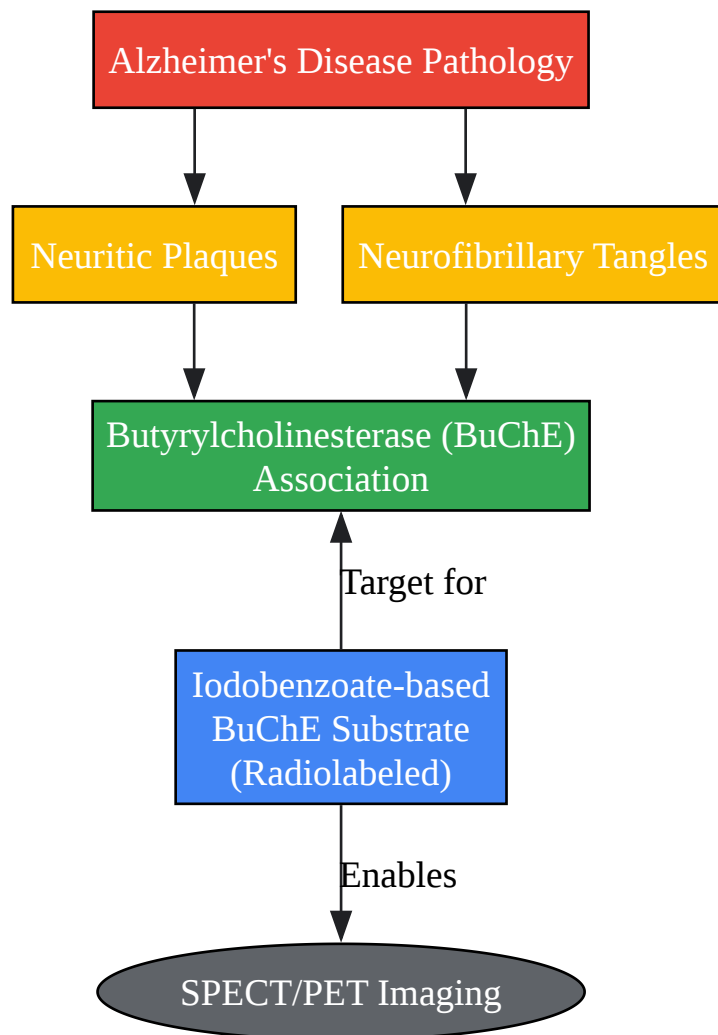 Alzheimer's Disease Pathology
Neuritic Plaques
Neurofibrillary Tangles
Butyrylcholinesterase (BuChE)
Association
Target for
Iodobenzoate-based
BuChE Substrate
(Radiolabeled)
Enables
SPECT/PET Imaging